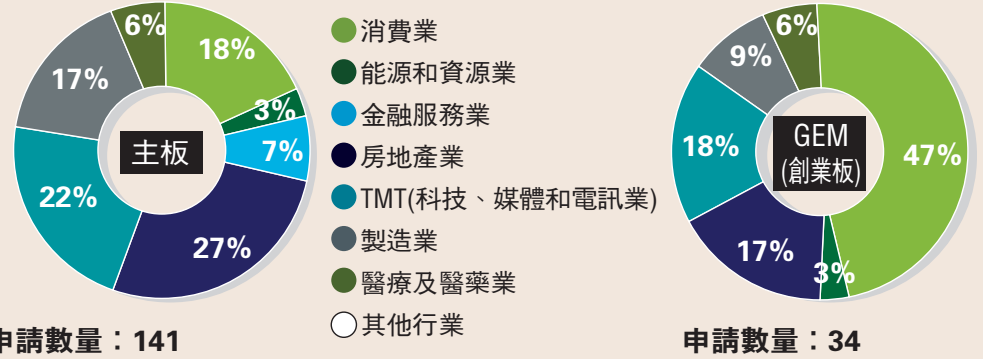 6%
18%
17%
3%
主板
7%
22%
27%
申請數量：141
消費業
能源和資源業
金融服務業
房地產業
TMT(科技、媒體和電訊業)
製造業
醫療及醫藥業
其他行業
6%
9%
GEM
(創業板)
18%
47%
17%
3%
申請數量：34